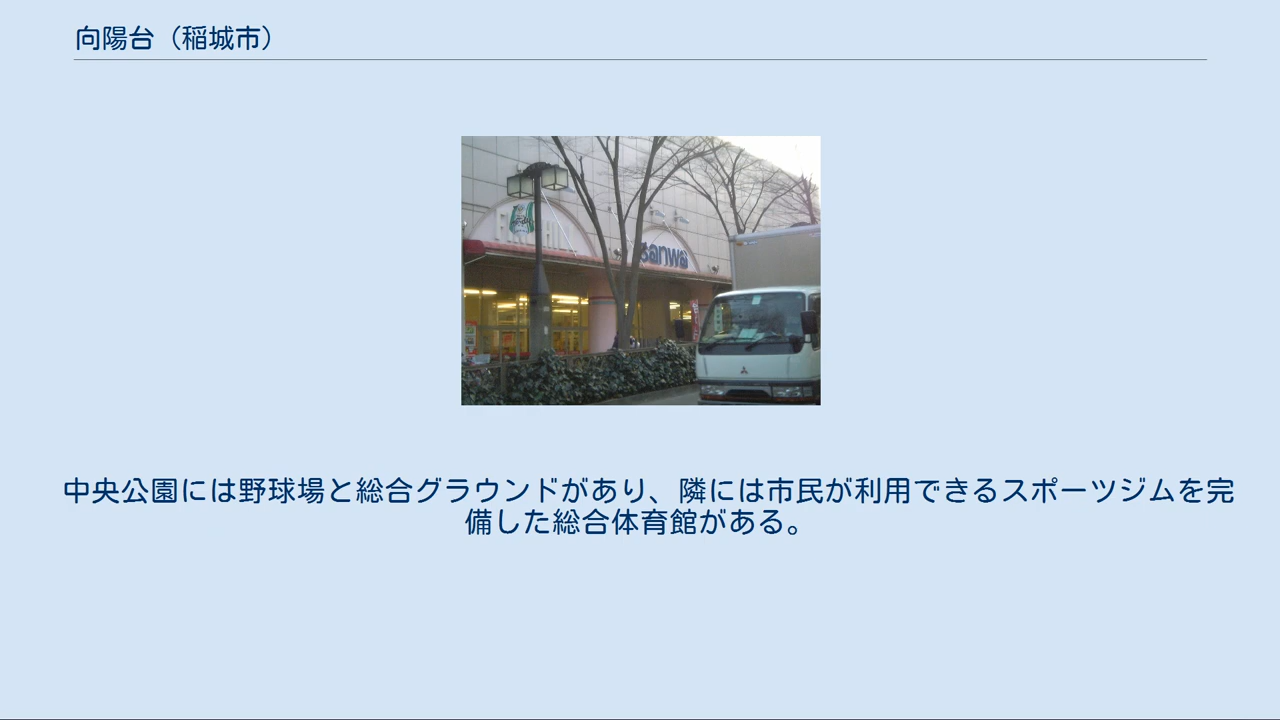 向陽台（稲城市）
sanwa
中央公園には野球場と総合グラウンドがあり、隣には市民が利用できるスポーツジムを完
備した総合体育館がある。